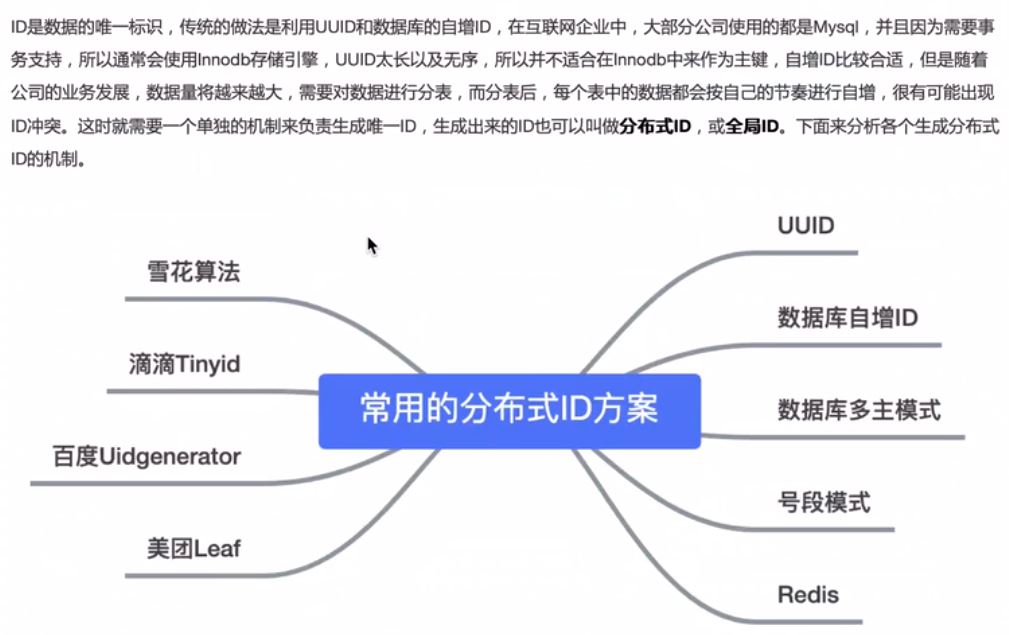 ID是数据的唯一标识，传统的做法是利用UUID和数据库的自增ID，在互联网企业中，大部分公司使用的都是Mysql，并且因为需要事
务支持，所以通常会使用Innodb存储引擎，UUID太长以及无序，所以并不适合在Innodb中来作为主键，自增ID比较合适，但是随着
公司的业务发展，数据量将越来越大，需要对数据进行分表，而分表后，每个表中的数据都会按自己的节奏进行自增，很有可能出现
ID冲突。这时就需要一个单独的机制来负责生成唯一ID，生成出来的ID也可以叫做分布式ID，或全局ID。下面来分析各个生成分布式
ID的机制。
常用的分布式ID方案
雪花算法
滴滴Tinyid
百度Uidgenerator
美团Leaf
UUID
数据库自增ID
数据库多主模式
号段模式
Redis